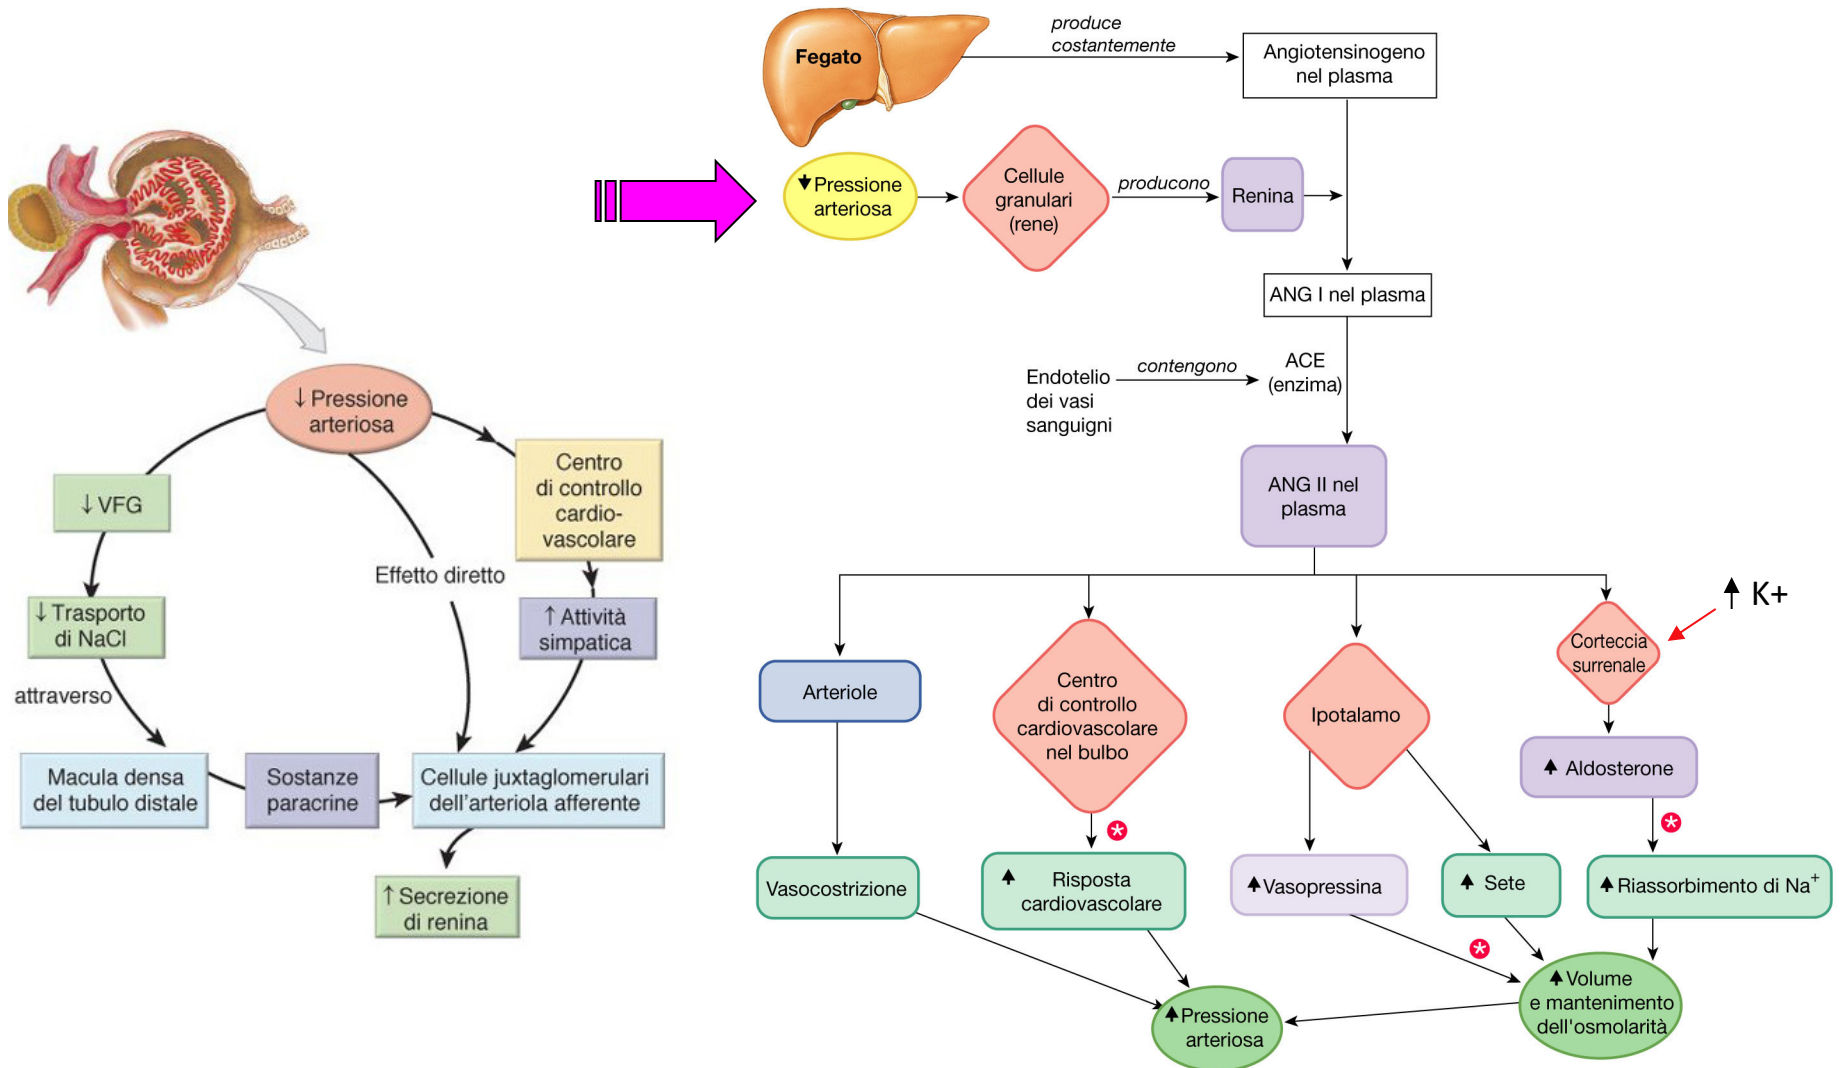 ↓ Pressione
arteriosa
↓ VFG
Centro
di controllo
cardio-
vascolare
Effetto diretto
↓ Trasporto
di NaCl
↑ Attività
simpatica
attraverso
Macula densa
del tubulo distale
Sostanze
paracrine
Cellule juxtaglomerulari
dell'arteriola afferente
↑ Secrezione
di renina
Fegato
produce
costantemente
Angiotensinogeno
nel plasma
↓ Pressione
arteriosa
Cellule
granulari
(rene)
producono
Renina
ANG I nel plasma
Endotelio
dei vasi
sanguigni
contengono
ACE
(enzima)
ANG II nel
plasma
↑ K+
Arteriole
Centro
di controllo
cardiovascolare
nel bulbo
Ipotalamo
Corteccia
surrenale
↑ Aldosterone
*
*
Vasocostrizione
↑ Risposta
cardiovascolare
↑ Vasopressina
↑ Sete
↑ Riassorbimento di Na+
*
↑ Volume
e mantenimento
dell'osmolarità
↑ Pressione
arteriosa